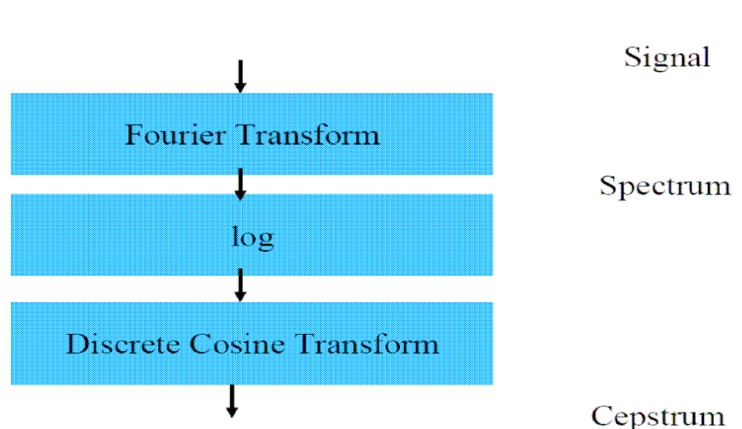 Signal
Fourier Transform
Spectrum
log
Discrete Cosine Transform
Cepstrum